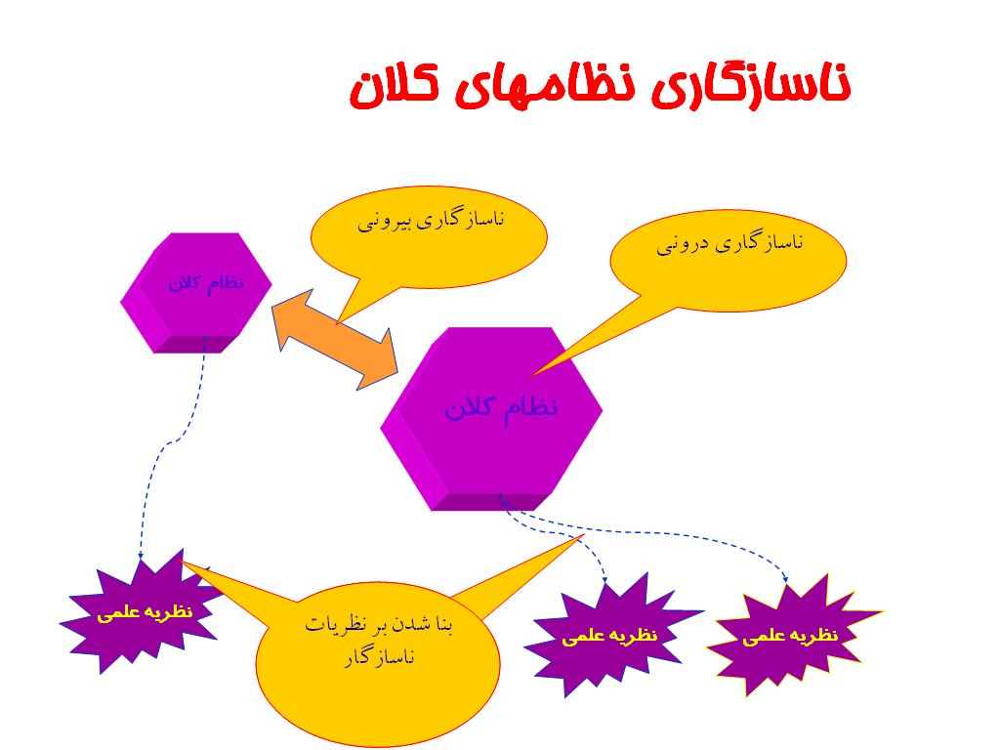 ناسازگاری نظامهای کلان
ناسازگاری بیرونی
ناسازگاری درونی
نظام کلان
نظام کلان
نظریه علمی
بنا شدن بر نظریات
ناسازگار
نظریه علمی
نظریه علمی